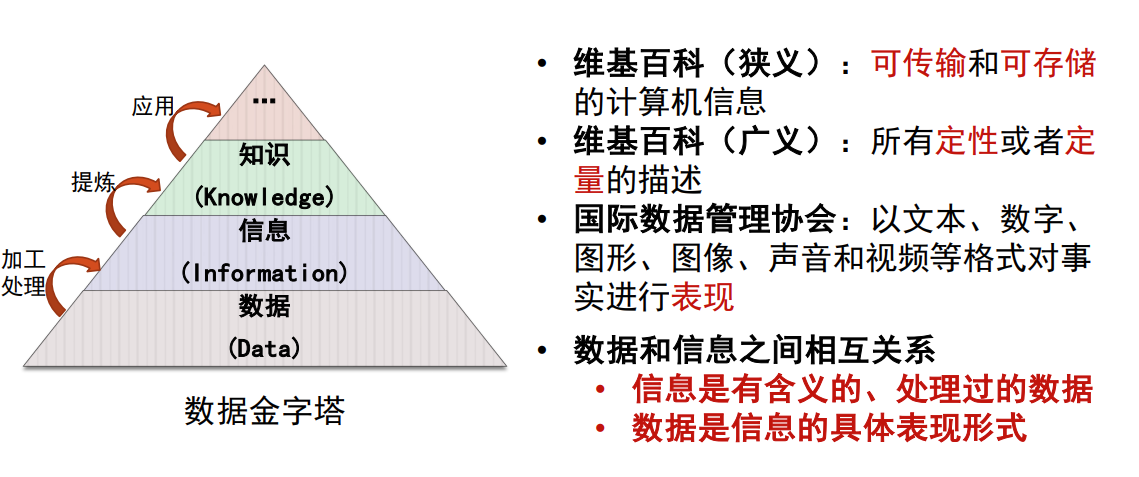 ...
应用
知识
(Knowledge)
提炼
信息
(Information)
加工
处理
数据
(Data)
数据金字塔
• 维基百科（狭义）：可传输和可存储
的计算机信息
• 维基百科（广义）：所有定性或者定
量的描述
• 国际数据管理协会：以文本、数字、
图形、图像、声音和视频等格式对事
实进行表现
• 数据和信息之间相互关系
• 信息是有含义的、处理过的数据
• 数据是信息的具体表现形式